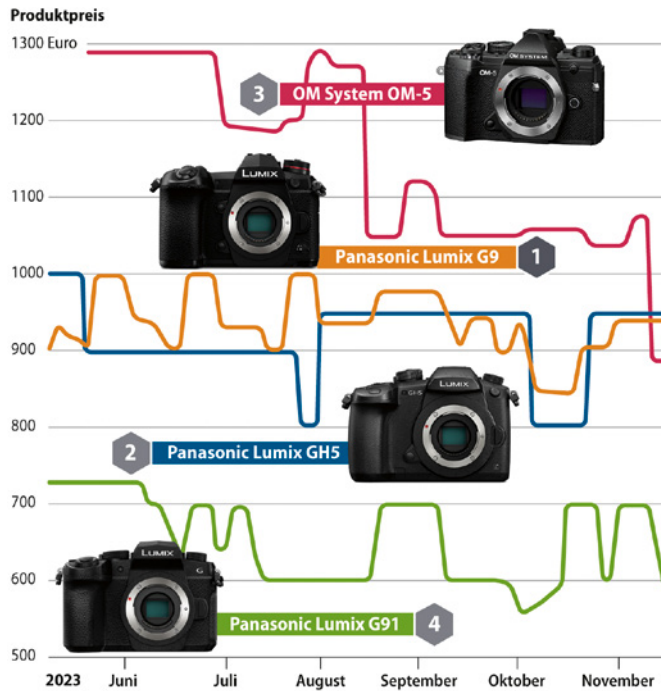 Produktpreis
1300 Euro
1200
1100
1000
900
800
700
600
500
3 OM System OM-5
OM SYSTEM
OM-5
LUMIX
Panasonic Lumix G9 1
2 Panasonic Lumix GH5
LUMIX
GH5
LUMIX
G
Panasonic Lumix G91 4
2023 Juni Juli August September Oktober November